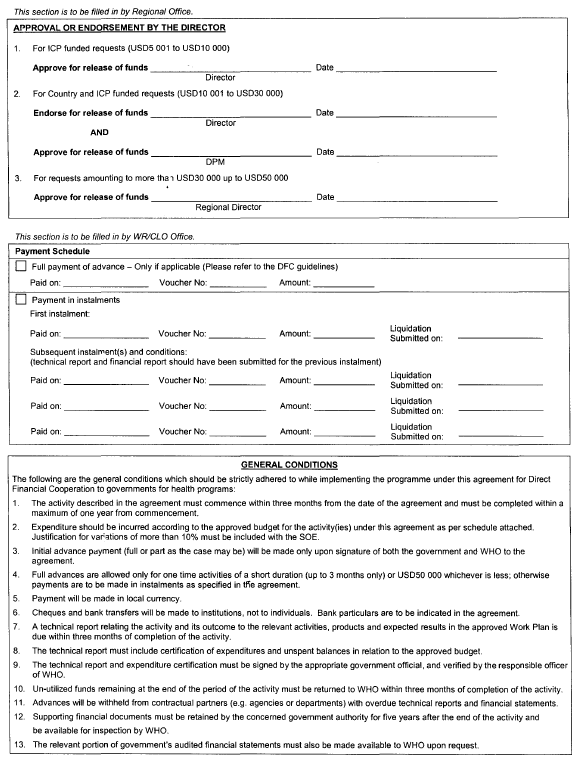 This section is to be filled in by Regional Office.
APPROVAL OR ENDORSEMENT BY THE DIRECTOR
1. For ICP funded requests (USD5 001 to USD10 000)
Approve for release of funds ____________________ Date ____________________
Director
2. For Country and ICP funded requests (USD10 001 to USD30 000)
Endorse for release of funds ____________________ Date ____________________
Director
AND
Approve for release of funds ____________________ Date ____________________
DPM
3. For requests amounting to more than USD30 000 up to USD50 000
Approve for release of funds ____________________ Date ____________________
Regional Director
This section is to be filled in by WR/CLO Office.
Payment Schedule
Full payment of advance – Only if applicable (Please refer to the DFC guidelines)
Paid on: __________ Voucher No: __________ Amount: __________
Payment in instalments
First instalment:
Paid on: __________ Voucher No: __________ Amount: __________ Liquidation Submitted on: __________
Subsequent instalment(s) and conditions:
(technical report and financial report should have been submitted for the previous instalment)
Paid on: __________ Voucher No: __________ Amount: __________ Liquidation Submitted on: __________
Paid on: __________ Voucher No: __________ Amount: __________ Liquidation Submitted on: __________
Paid on: __________ Voucher No: __________ Amount: __________ Liquidation Submitted on: __________
GENERAL CONDITIONS
The following are the general conditions which should be strictly adhered to while implementing the programme under this agreement for Direct
Financial Cooperation to governments for health programs:
1. The activity described in the agreement must commence within three months from the date of the agreement and must be completed within a
maximum of one year from commencement.
2. Expenditure should be incurred according to the approved budget for the activity(ies) under this agreement as per schedule attached.
Justification for variations of more than 10% must be included with the SOE.
3. Initial advance payment (full or part as the case may be) will be made only upon signature of both the government and WHO to the
agreement.
4. Full advances are allowed only for one time activities of a short duration (up to 3 months only) or USD50 000 whichever is less; otherwise
payments are to be made in instalments as specified in the agreement.
5. Payment will be made in local currency.
6. Cheques and bank transfers will be made to institutions, not to individuals. Bank particulars are to be indicated in the agreement.
7. A technical report relating the activity and its outcome to the relevant activities, products and expected results in the approved Work Plan is
due within three months of completion of the activity.
8. The technical report must include certification of expenditures and unspent balances in relation to the approved budget.
9. The technical report and expenditure certification must be signed by the appropriate government official, and verified by the responsible officer
of WHO.
10. Un-utilized funds remaining at the end of the period of the activity must be returned to WHO within three months of completion of the activity.
11. Advances will be withheld from contractual partners (e.g. agencies or departments) with overdue technical reports and financial statements.
12. Supporting financial documents must be retained by the concerned government authority for five years after the end of the activity and
be available for inspection by WHO.
13. The relevant portion of government's audited financial statements must also be made available to WHO upon request.